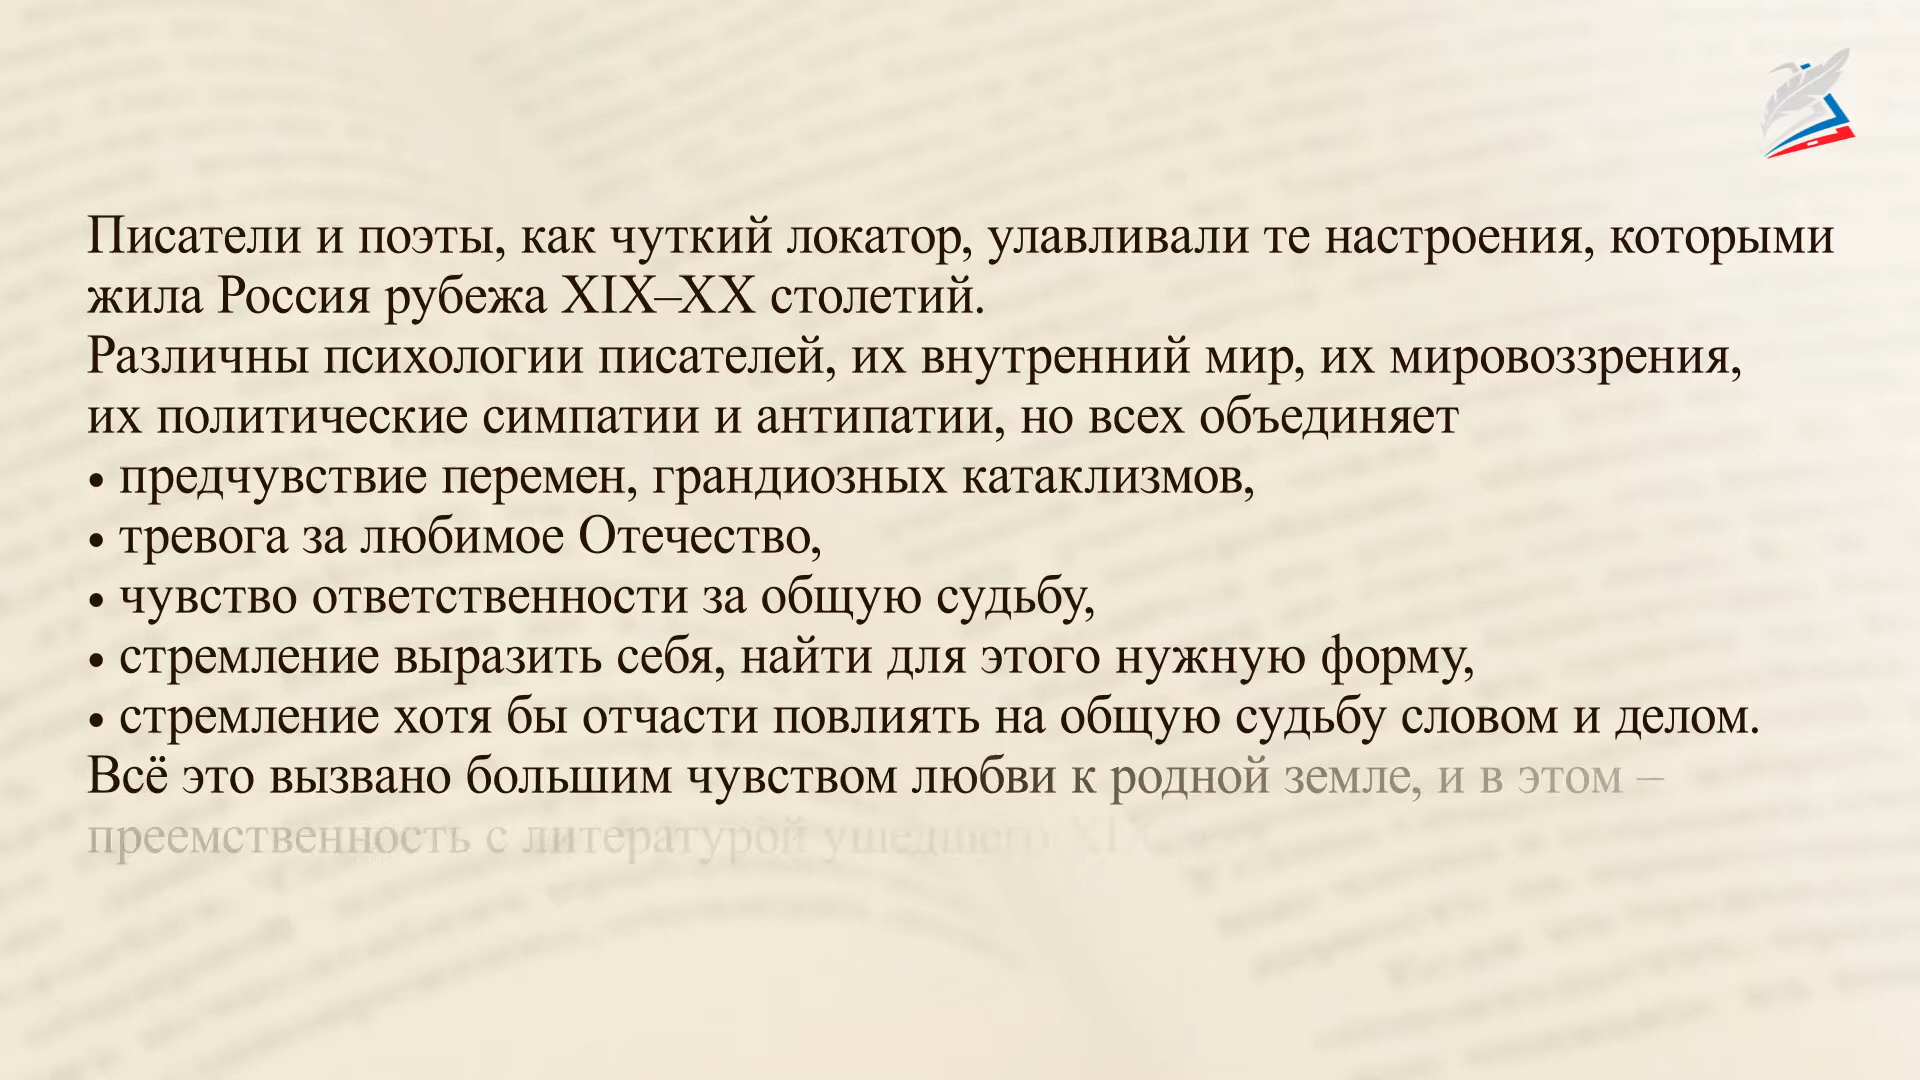 Писатели и поэты, как чуткий локатор, улавливали те настроения, которыми
жила Россия рубежа XIX–XX столетий.
Различны психологии писателей, их внутренний мир, их мировоззрения,
их политические симпатии и антипатии, но всех объединяет
• предчувствие перемен, грандиозных катаклизмов,
• тревога за любимое Отечество,
• чувство ответственности за общую судьбу,
• стремление выразить себя, найти для этого нужную форму,
• стремление хотя бы отчасти повлиять на общую судьбу словом и делом.
Всё это вызвано большим чувством любви к родной земле, и в этом –
преемственность с литературой ушедшего XIX